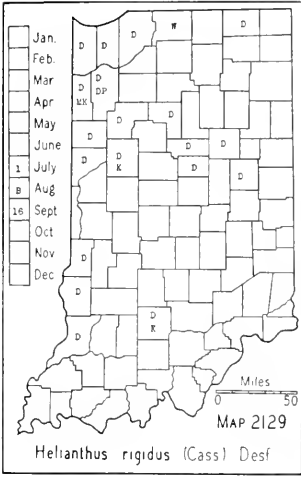 Jan.
Feb.
Mar
Apr
May
June
1 July
8 Aug
16 Sept
Oct
Nov
Dec
D D D W D
D D
MK DP
D D
D D D
D D D
K
D
D
D
K
D
Miles
0 50
MAP 2129
Helianthus rigidus (Cass) Desf